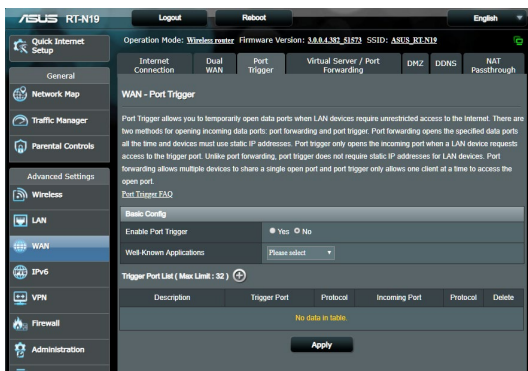 ASUS RT-N19
Logout
Reboot
English
Quick Internet Setup
Operation Mode: Wireless router Firmware Version: 3.0.0.4.382_51573 SSID: ASUS_RT-N19
General
Network Map
Traffic Manager
Parental Controls
Advanced Settings
Wireless
LAN
WAN
IPv6
VPN
Firewall
Administration
Internet Connection
Dual WAN
Port Trigger
Virtual Server / Port Forwarding
DMZ
DDNS
NAT Passthrough
WAN - Port Trigger
Port Trigger allows you to temporarily open data ports when LAN devices require unrestricted access to the Internet. There are
two methods for opening incoming data ports: port forwarding and port trigger. Port forwarding opens the specified data ports
all the time and devices must use static IP addresses. Port trigger only opens the incoming port when a LAN device requests
access to the trigger port. Unlike port forwarding, port trigger does not require static IP addresses for LAN devices. Port
forwarding allows multiple devices to share a single open port and port trigger only allows one client at a time to access the
open port.
Port Trigger FAQ
Basic Config
Enable Port Trigger
Yes No
Well-Known Applications
Please select
Trigger Port List ( Max Limit : 32 )
Description Trigger Port Protocol Incoming Port Protocol Delete
No data in table.
Apply